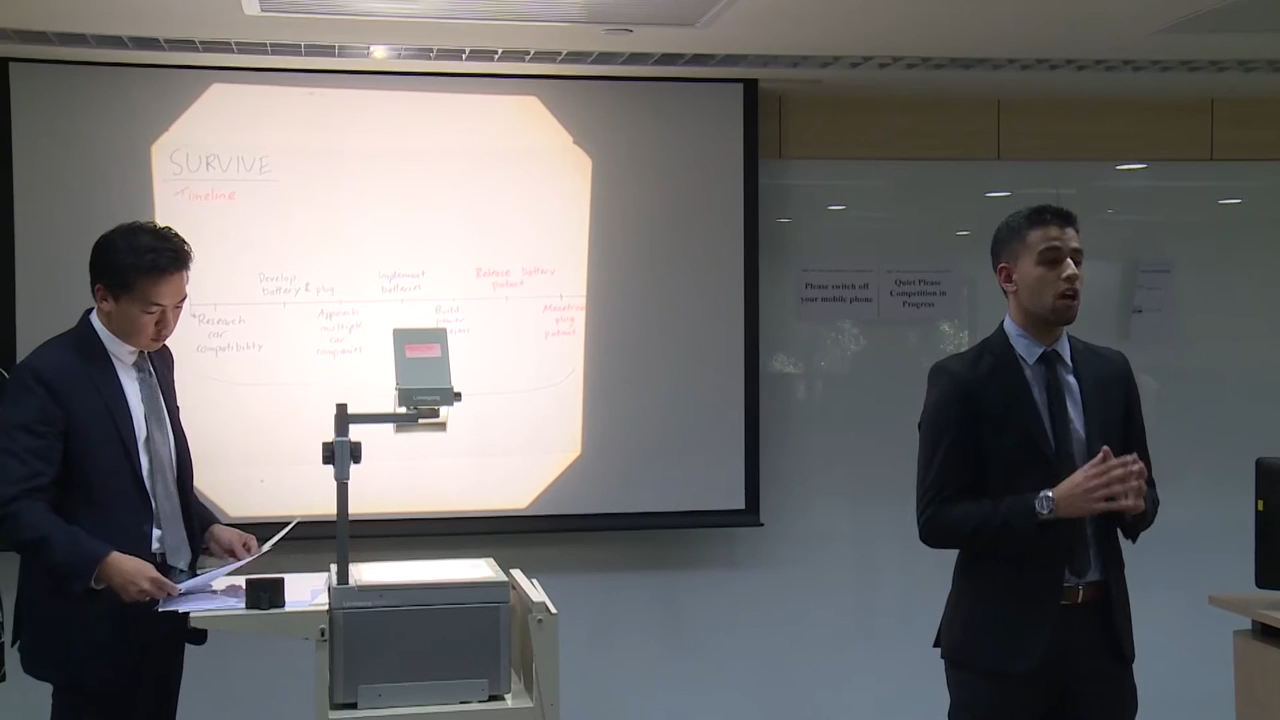 SURVIVE
Timeline
Develop
battery & plug
Implement
batteries
Release battery
patent
Research
car
compatibility
Approach
multiple
car
companies
Build
power
Monetise
plug
patent
Please switch off
your mobile phone
Quiet Please
Competition in
Progress